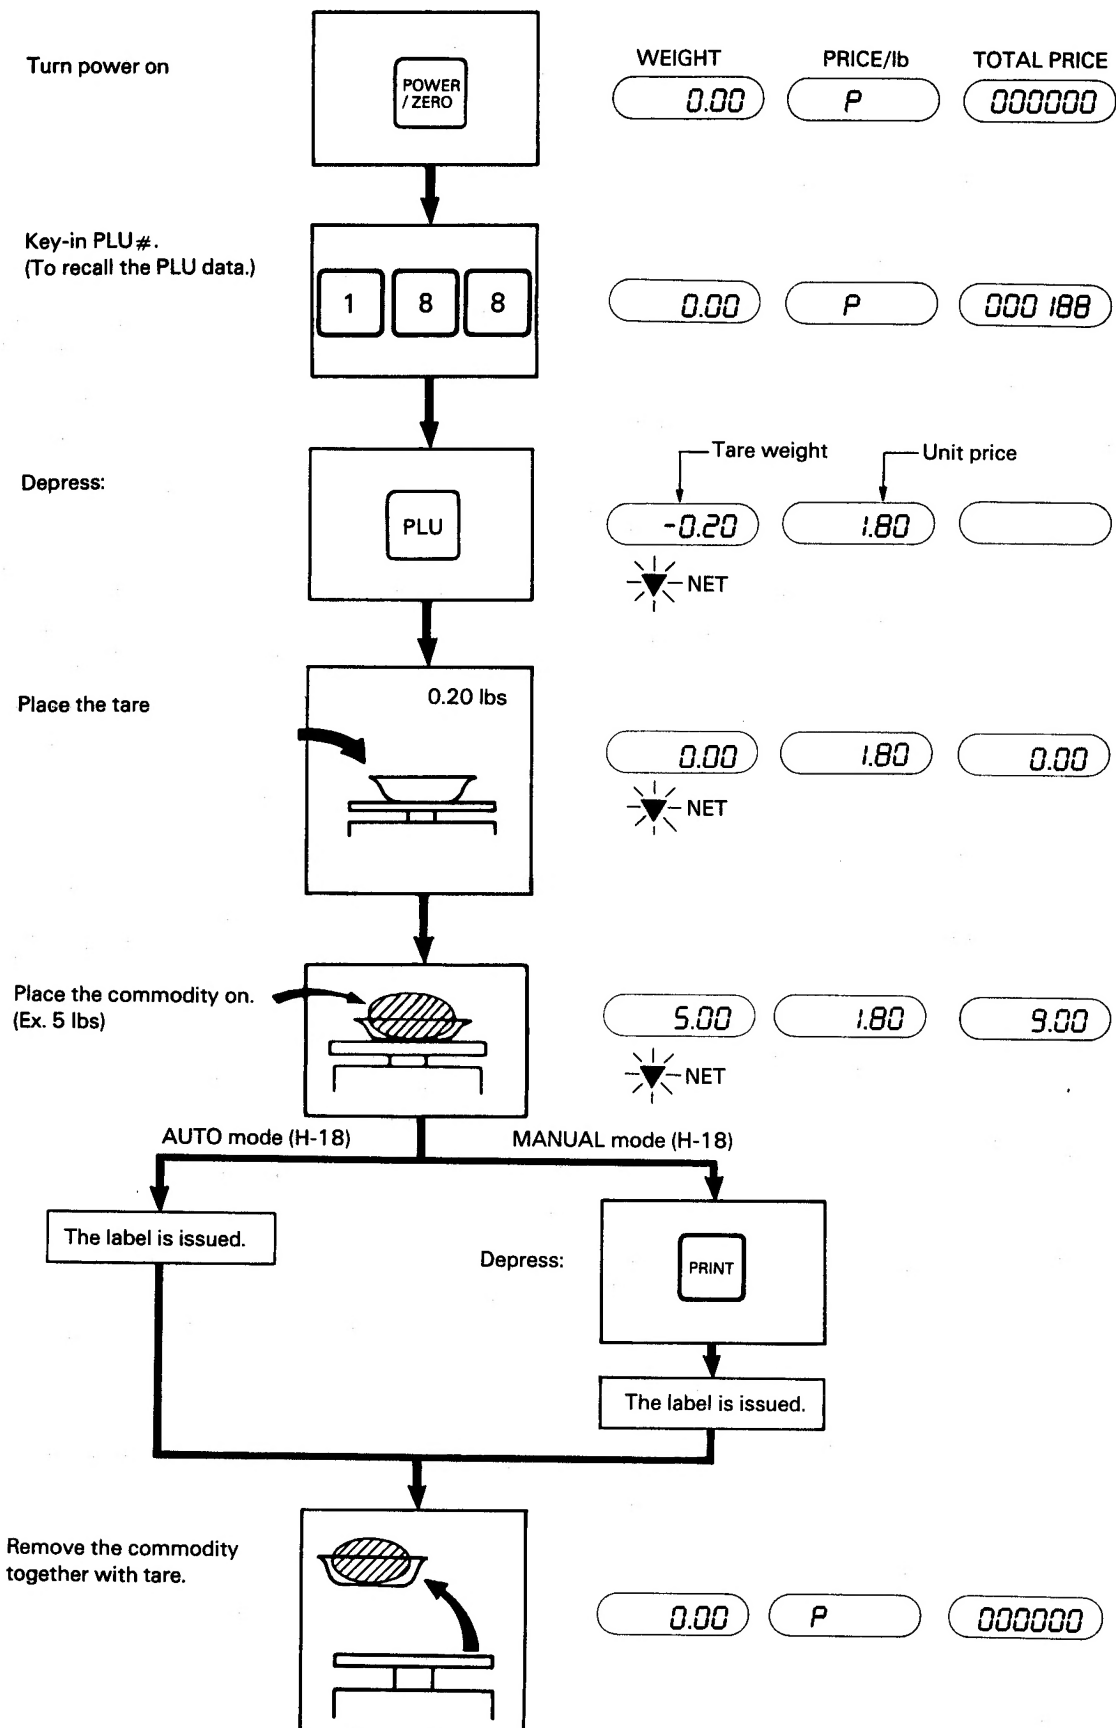 Turn power on
POWER
/ ZERO
WEIGHT PRICE/lb TOTAL PRICE
0.00 P 000000
Key-in PLU#.
(To recall the PLU data.)
1 8 8
0.00 P 000 188
Tare weight Unit price
Depress:
PLU
-0.20 1.80
NET
Place the tare
0.20 lbs
0.00 1.80 0.00
NET
Place the commodity on.
(Ex. 5 lbs)
5.00 1.80 9.00
NET
AUTO mode (H-18) MANUAL mode (H-18)
The label is issued.
Depress:
PRINT
The label is issued.
Remove the commodity
together with tare.
0.00 P 000000